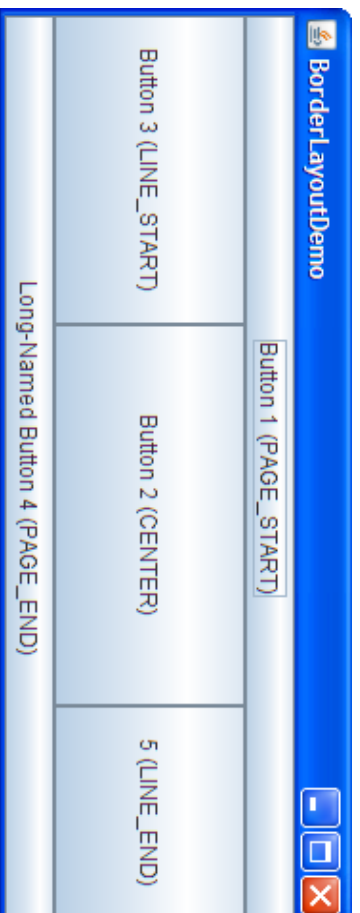 BorderLayoutDemo
Button 1 (PAGE_START)
Button 3 (LINE_START)
Button 2 (CENTER)
5 (LINE_END)
Long-Named Button 4 (PAGE_END)